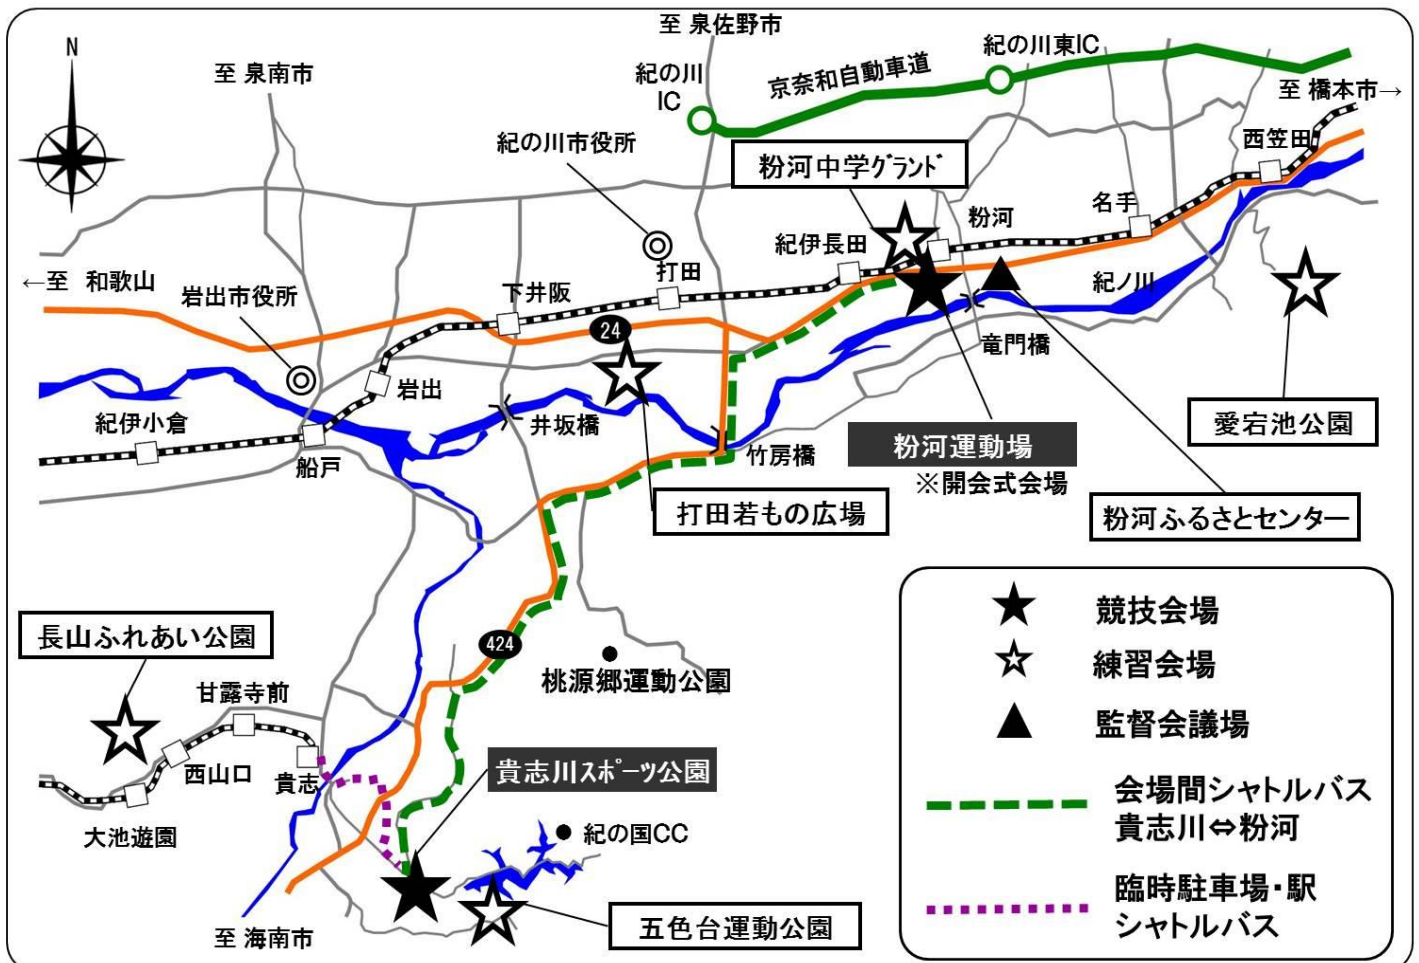 至 泉佐野市
N
至 泉南市
紀の川
IC
京奈和自動車道
紀の川東IC
至 橋本市→
紀の川市役所
粉河中学グランド
西笠田
名手
粉河
紀伊長田
打田
←至 和歌山
岩出市役所
下井阪
24
紀ノ川
竜門橋
岩出
紀伊小倉
井坂橋
船戸
竹房橋
粉河運動場
※開会式会場
愛宕池公園
打田若もの広場
粉河ふるさとセンター
長山ふれあい公園
424
桃源郷運動公園
甘露寺前
西山口
貴志
大池遊園
貴志川スポーツ公園
紀の国CC
五色台運動公園
至 海南市
競技会場
練習会場
監督会議場
会場間シャトルバス
貴志川⇔粉河
臨時駐車場・駅
シャトルバス